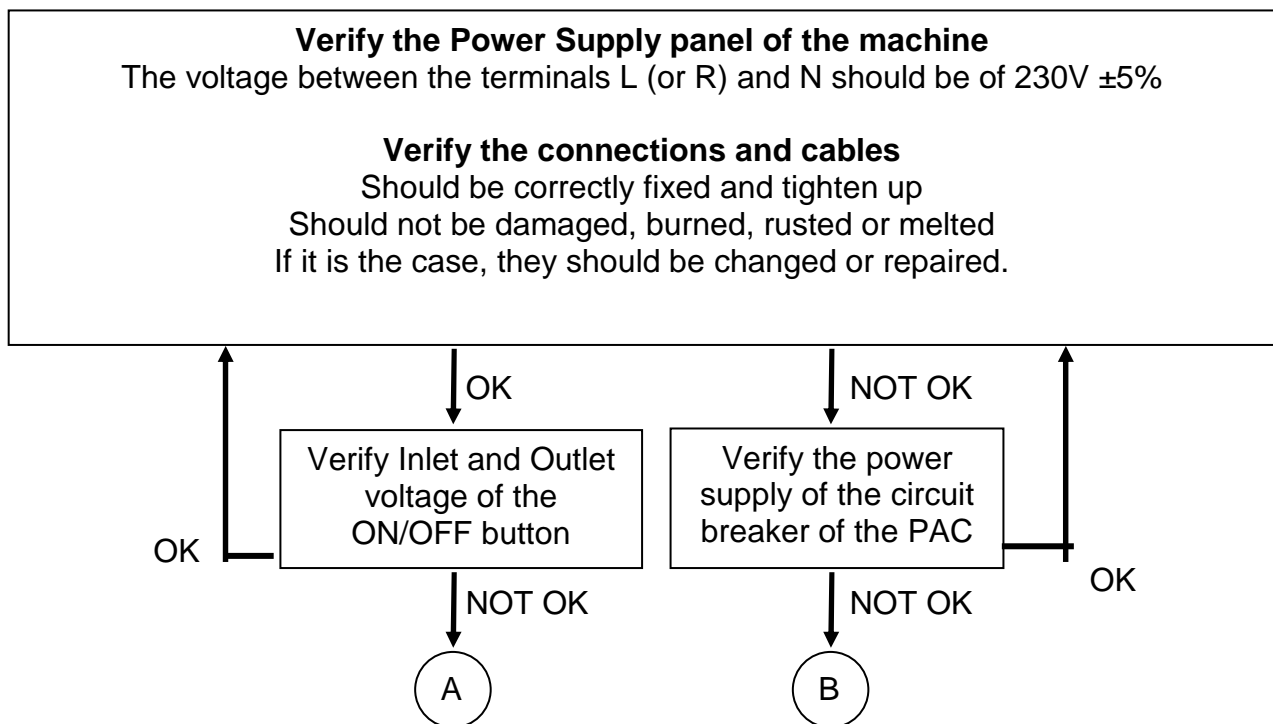 Verify the Power Supply panel of the machine
The voltage between the terminals L (or R) and N should be of 230V ±5%
Verify the connections and cables
Should be correctly fixed and tighten up
Should not be damaged, burned, rusted or melted
If it is the case, they should be changed or repaired.
OK
NOT OK
Verify Inlet and Outlet
voltage of the
ON/OFF button
Verify the power
supply of the circuit
breaker of the PAC
OK
OK
NOT OK
NOT OK
A
B